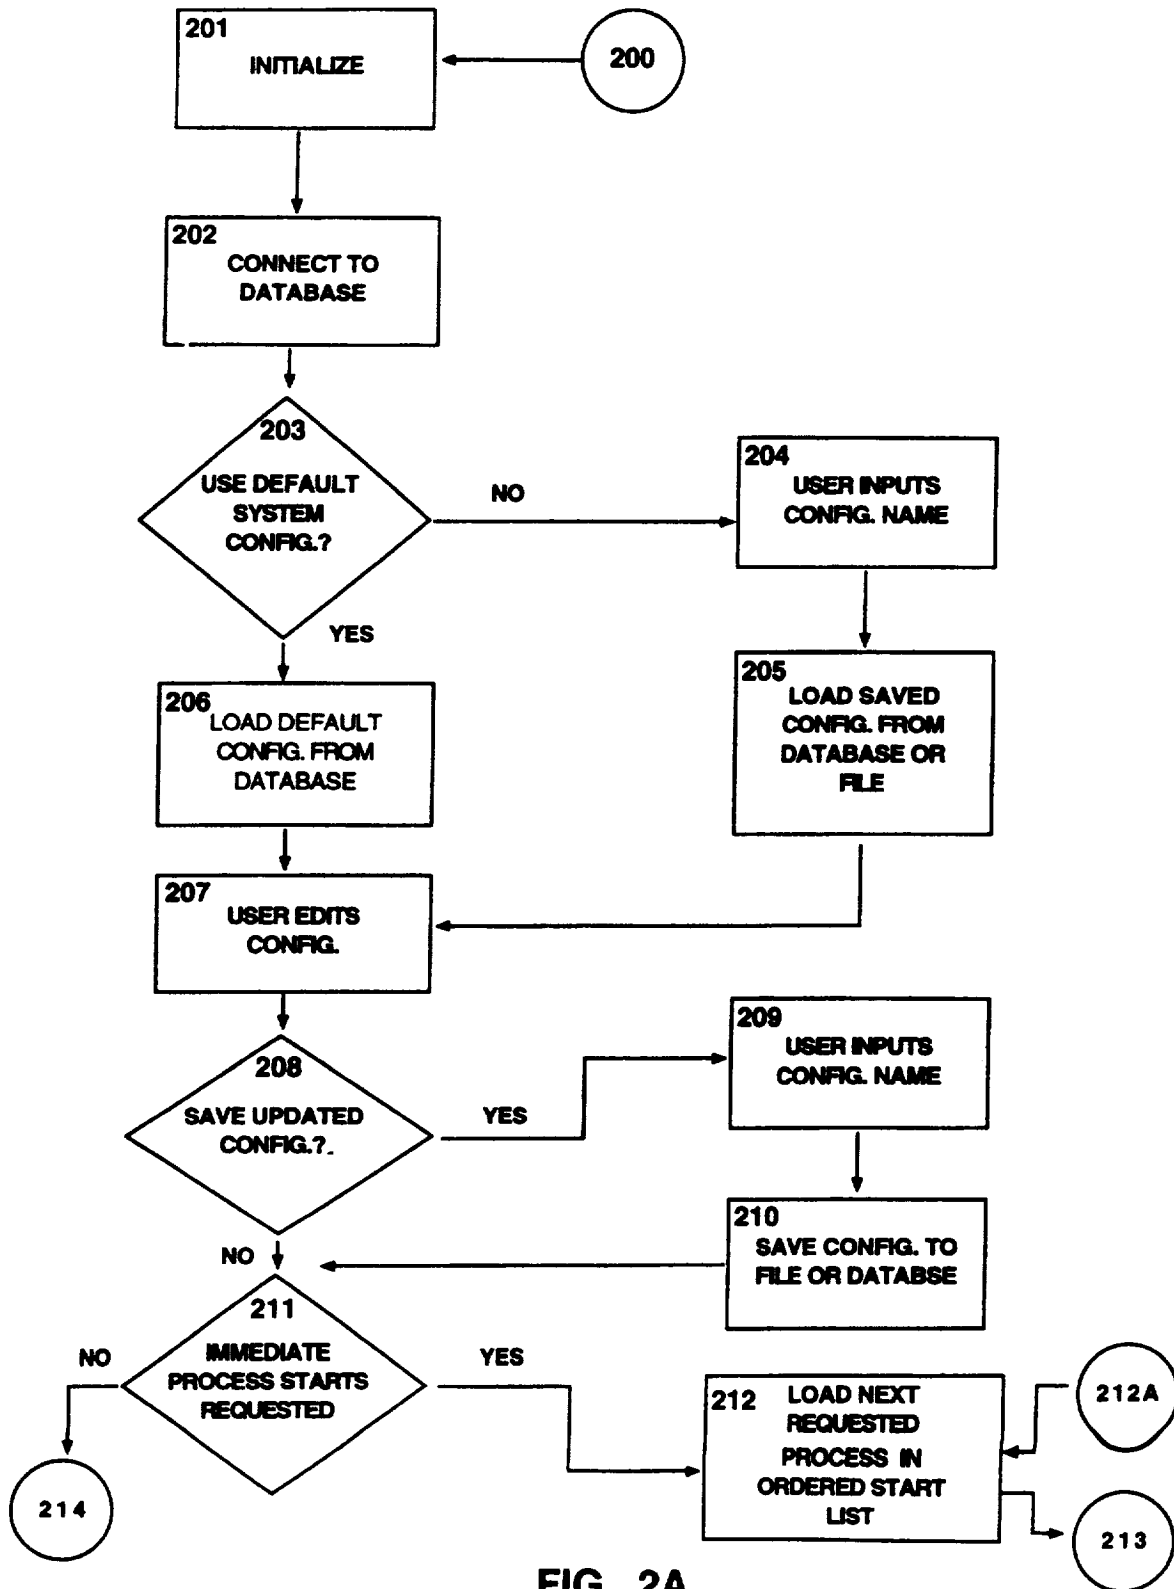 201
INITIALIZE
200
202
CONNECT TO
DATABASE
203
USE DEFAULT
SYSTEM
CONFIG.?
NO
YES
204
USER INPUTS
CONFIG. NAME
205
LOAD SAVED
CONFIG. FROM
DATABASE OR
FILE
206
LOAD DEFAULT
CONFIG. FROM
DATABASE
207
USER EDITS
CONFIG.
208
SAVE UPDATED
CONFIG.?
YES
NO
209
USER INPUTS
CONFIG. NAME
210
SAVE CONFIG. TO
FILE OR DATABSE
211
IMMEDIATE
PROCESS STARTS
REQUESTED
NO
YES
214
212
LOAD NEXT
REQUESTED
PROCESS IN
ORDERED START
LIST
212A
213
FIG. 2A